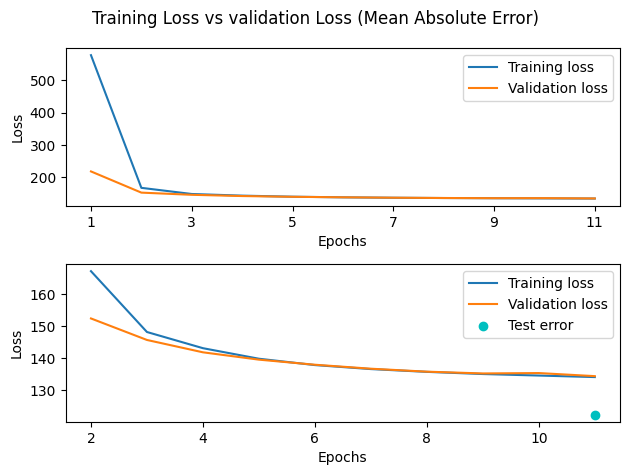 Training Loss vs validation Loss (Mean Absolute Error)
500
400
300
200
Loss
Training loss
Validation loss
1 3 5 7 9 11
Epochs
160
150
140
130
Loss
Training loss
Validation loss
Test error
2 4 6 8 10
Epochs